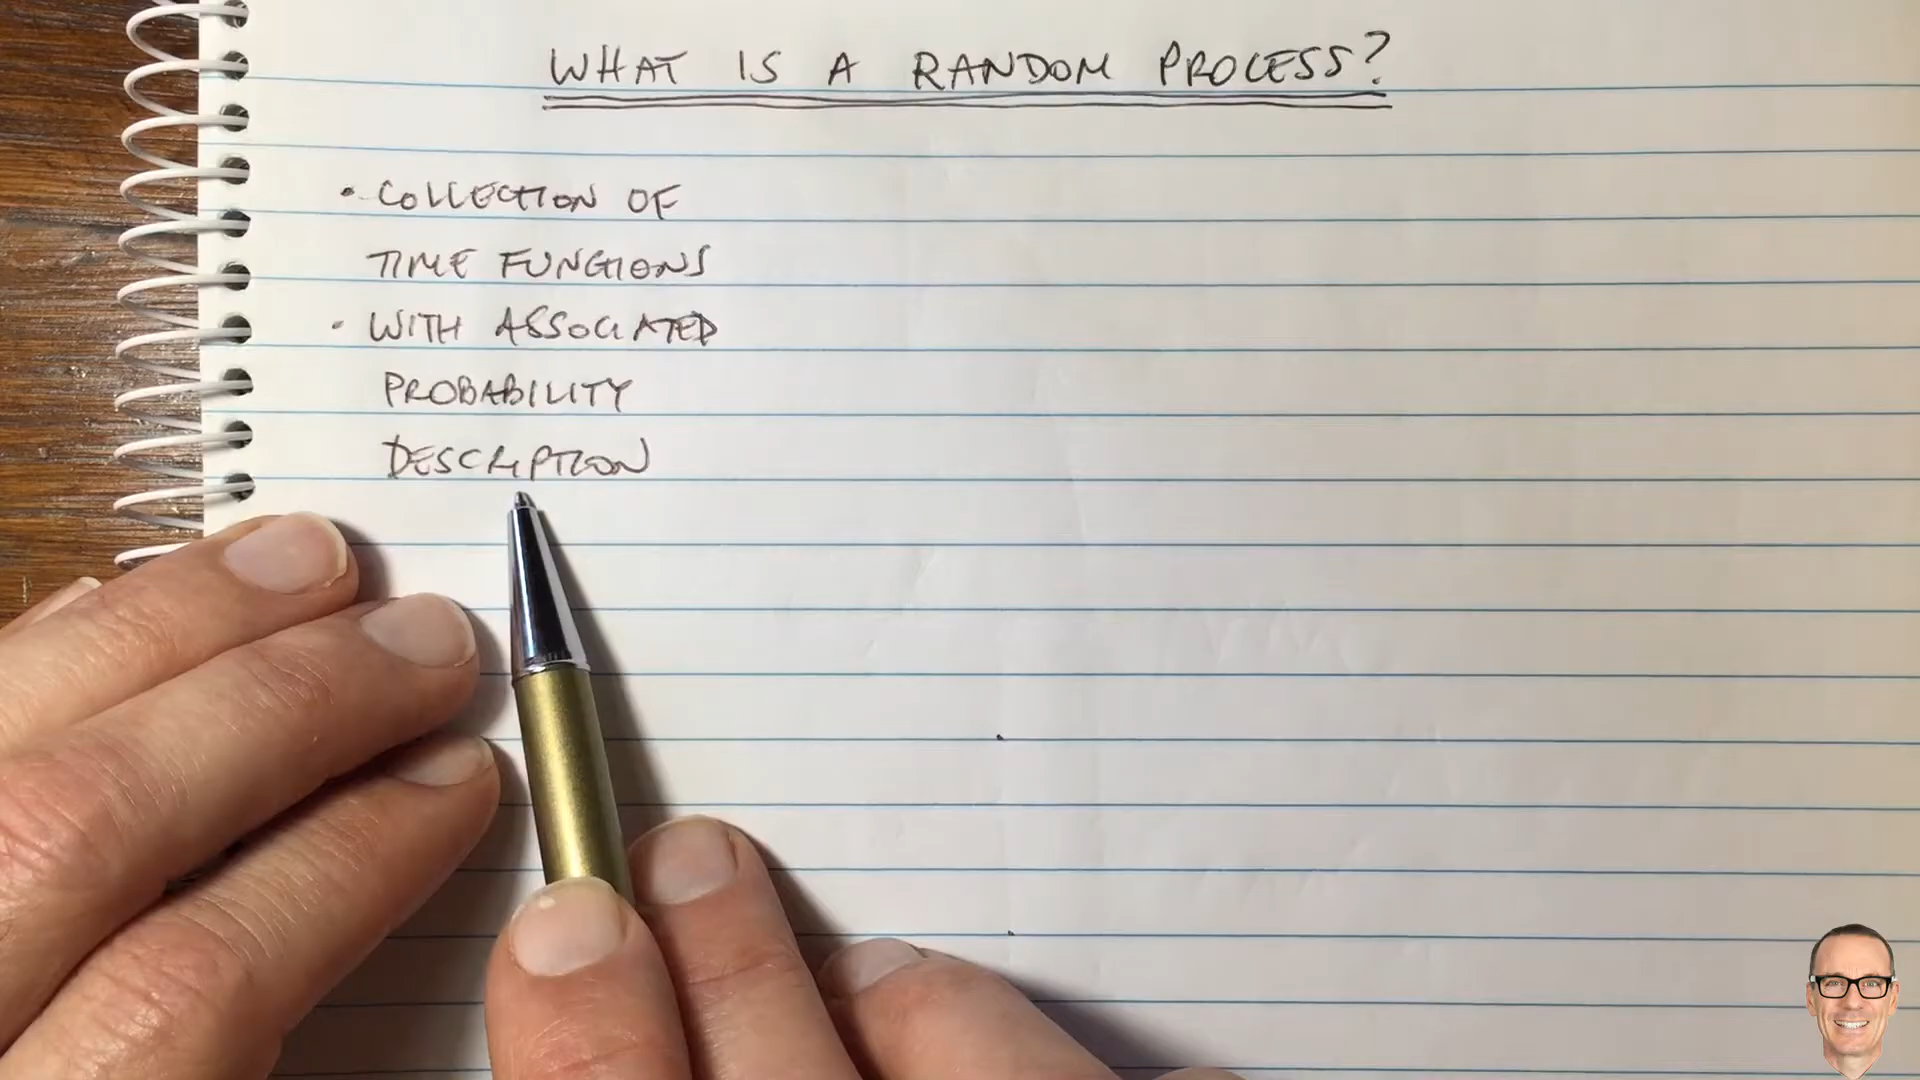 WHAT IS A RANDOM PROCESS?
• COLLECTION OF
TIME FUNCTIONS
• WITH ASSOCIATED
PROBABILITY
DESCRIPTION